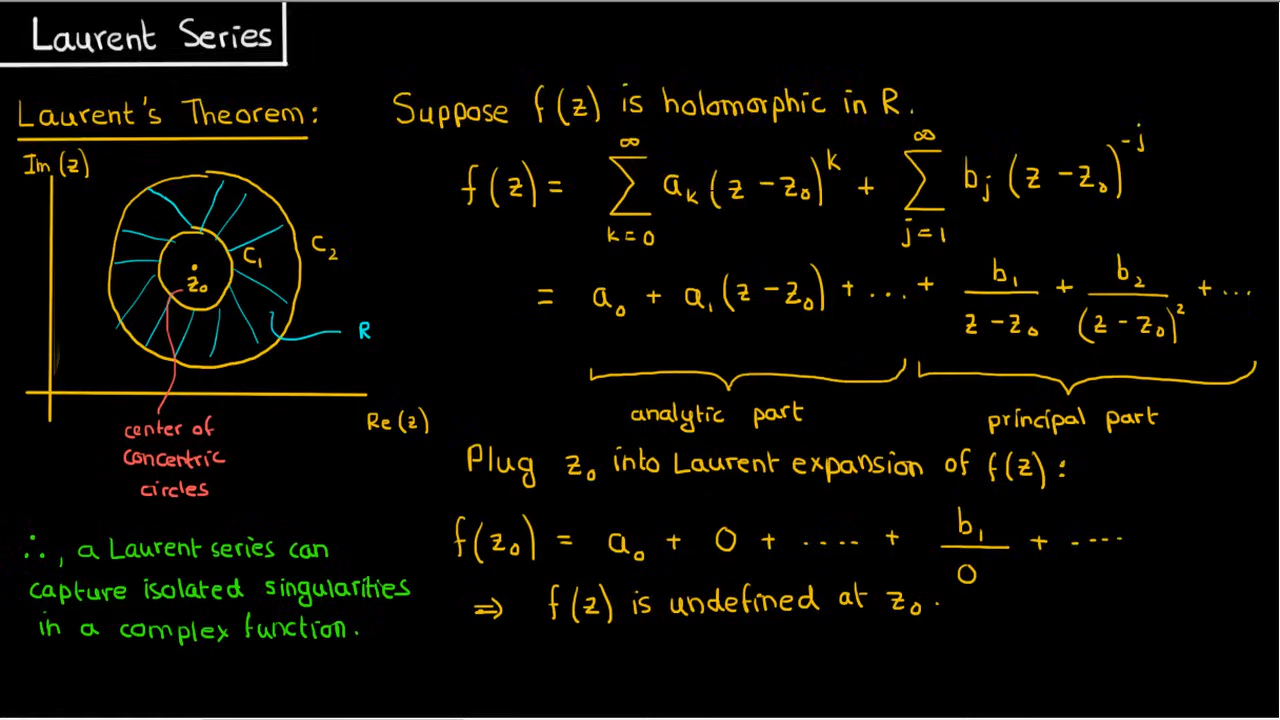 Laurent Series
Laurent's Theorem:
Im(z)
C₁
C₂
z₀
R
Re(z)
center of
concentric
circles
∴, a Laurent series can
capture isolated singularities
in a complex function.
Suppose f(z) is holomorphic in R.
f(z) = ∑_{k=0}^{∞} a_k (z - z₀)^k + ∑_{j=1}^{∞} b_j (z - z₀)^{-j}
= a₀ + a₁(z - z₀) + ... + b₁/(z - z₀) + b₂/(z - z₀)² + ...
analytic part
principal part
Plug z₀ into Laurent expansion of f(z):
f(z₀) = a₀ + 0 + ..... + b₁/0 + ....
⇒ f(z) is undefined at z₀.